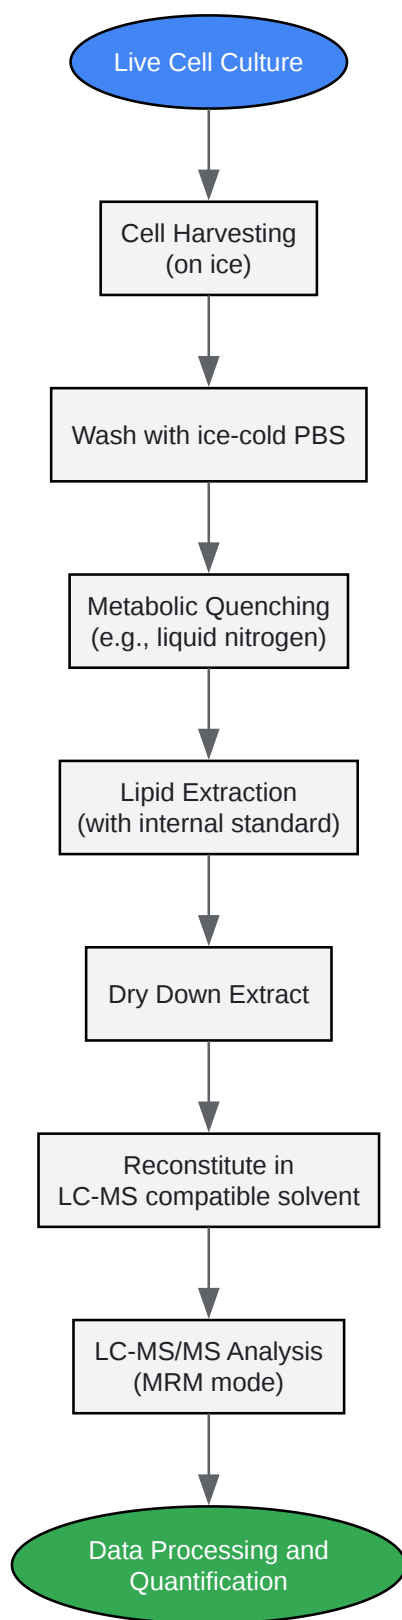 Live Cell Culture
Cell Harvesting
(on ice)
Wash with ice-cold PBS
Metabolic Quenching
(e.g., liquid nitrogen)
Lipid Extraction
(with internal standard)
Dry Down Extract
Reconstitute in
LC-MS compatible solvent
LC-MS/MS Analysis
(MRM mode)
Data Processing and
Quantification